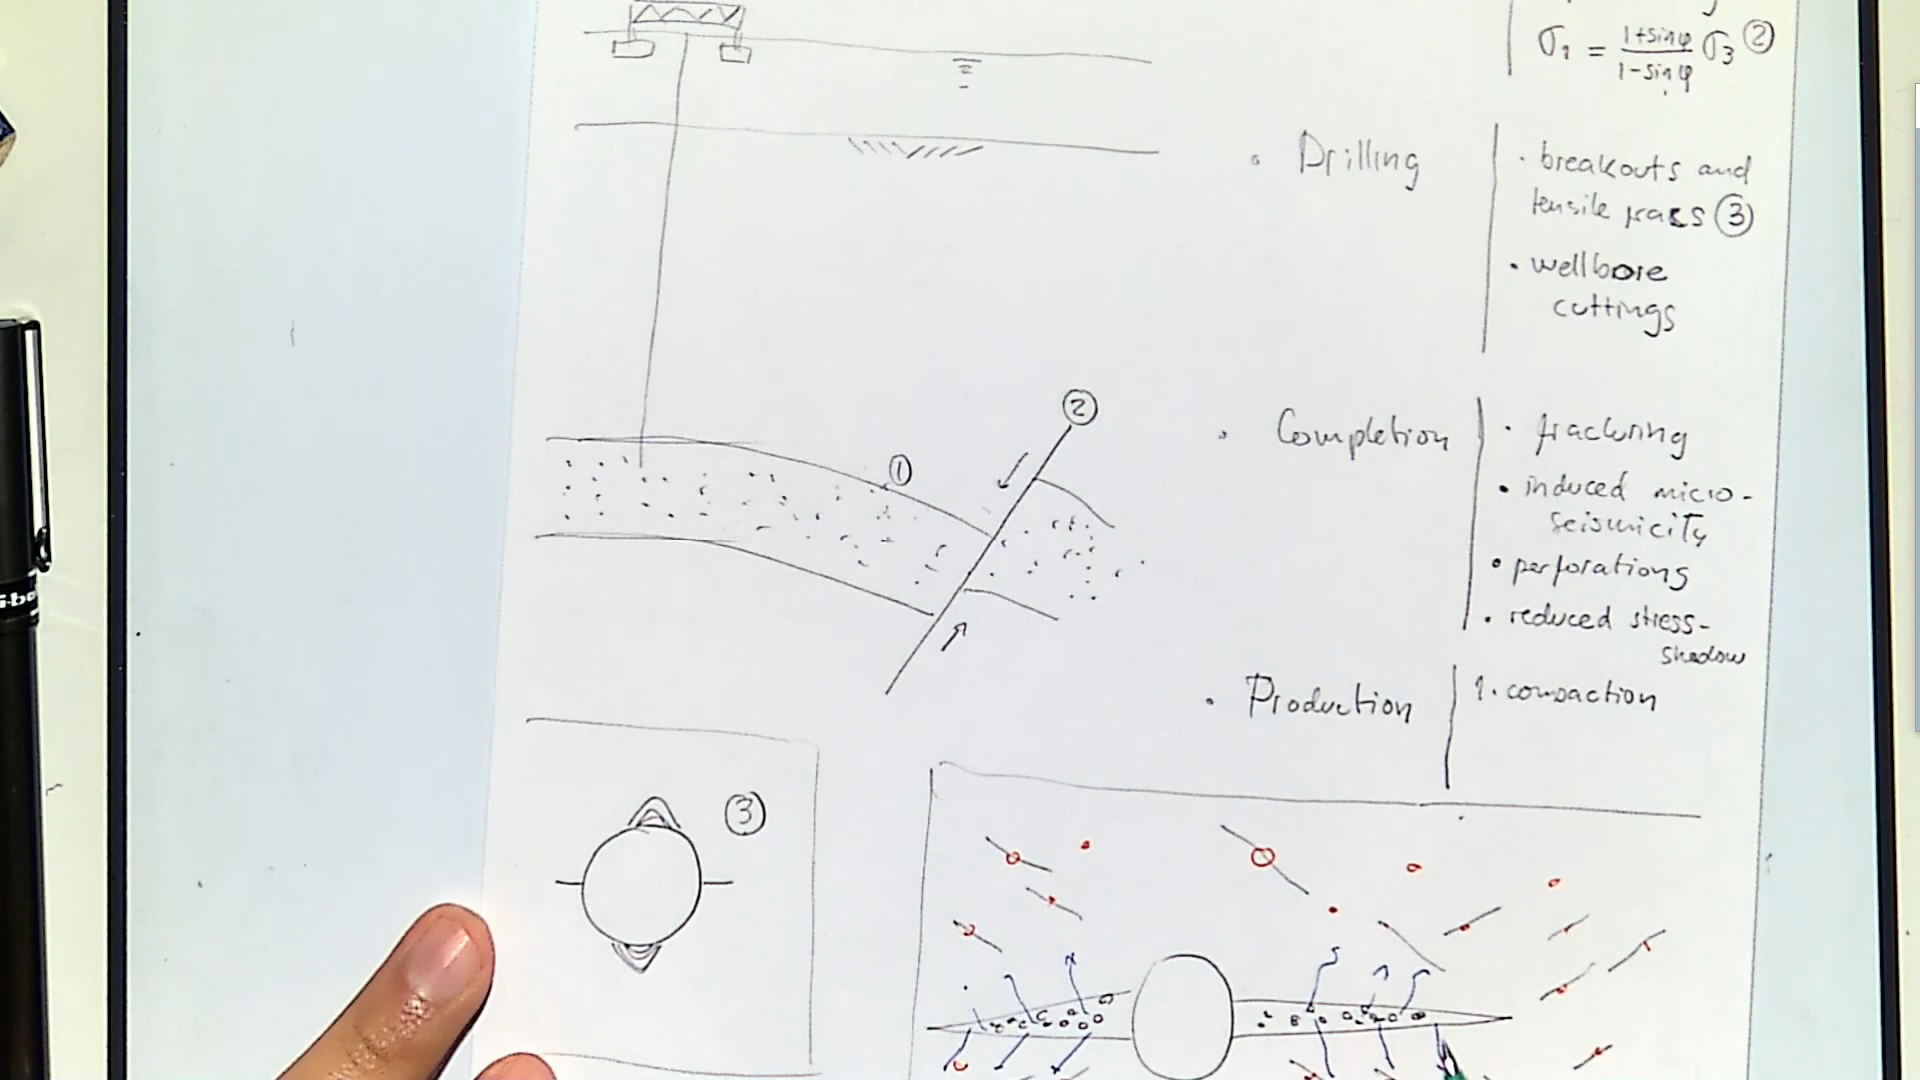 σ₁ = (1+sinφ)/(1-sinφ) σ₃ ②
• Drilling
• breakouts and
tensile fracs ③
• wellbore
cuttings
②
①
• Completion
• fracturing
• induced micro-
seismicity
• perforations
• reduced stress-
shadow
• Production
1. compaction
③